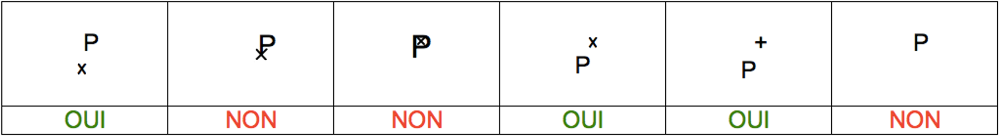 P x
P x
P x
x P
+ P
P
OUI NON NON OUI OUI NON